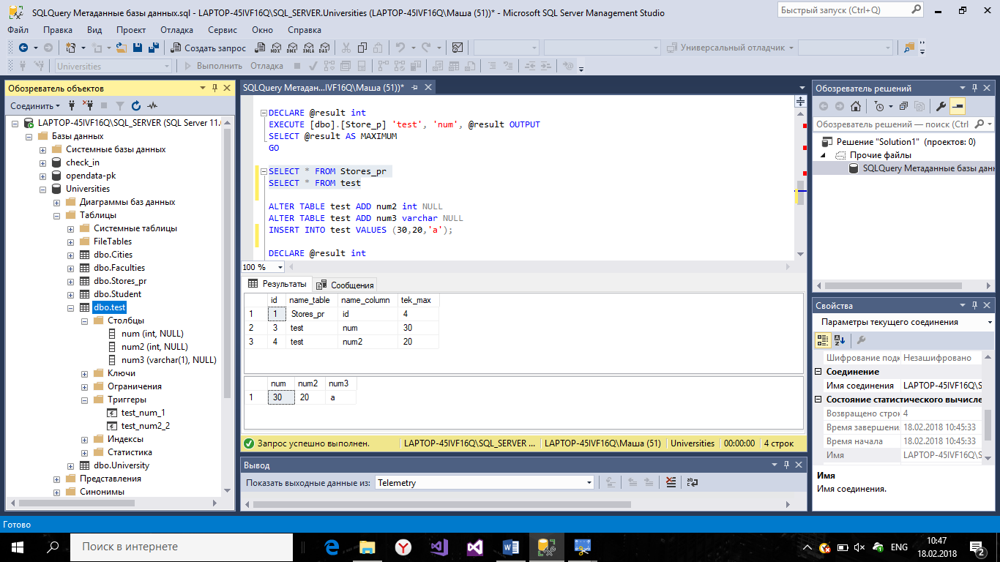 SQLQuery Метаданные базы данных.sql - LAPTOP-45IVF16Q\SQL_SERVER.Universities (LAPTOP-45IVF16Q\Маша (51))* - Microsoft SQL Server Management Studio
Быстрый запуск (Ctrl+Q)
Файл Правка Вид Проект Отладка Сервис Окно Справка
Создать запрос
MDX DMX XMLA DAX
Универсальный отладчик
Universities
Выполнить Отладка
Обозреватель объектов
Соединить
LAPTOP-45IVF16Q\SQL_SERVER (SQL Server 11.
Базы данных
Системные базы данных
check_in
opendata-pk
Universities
Диаграммы баз данных
Таблицы
Системные таблицы
FileTables
dbo.Cities
dbo.Faculties
dbo.Stores_pr
dbo.Student
dbo.test
Столбцы
num (int, NULL)
num2 (int, NULL)
num3 (varchar(1), NULL)
Ключи
Ограничения
Триггеры
test_num_1
test_num2_2
Индексы
Статистика
dbo.University
Представления
Синонимы
SQLQuery Метадан...IVF16Q\Маша (51))*
DECLARE @result int
EXECUTE [dbo].[Store_p] 'test', 'num', @result OUTPUT
SELECT @result AS MAXIMUM
GO
SELECT * FROM Stores_pr
SELECT * FROM test
ALTER TABLE test ADD num2 int NULL
ALTER TABLE test ADD num3 varchar NULL
INSERT INTO test VALUES (30,20,'a');
DECLARE @result int
100 %
Результаты Сообщения
id name_table name_column tek_max
1 1 Stores_pr id 4
2 3 test num 30
3 4 test num2 20
num num2 num3
1 30 20 a
Запрос успешно выполнен. LAPTOP-45IVF16Q\SQL_SERVER ... LAPTOP-45IVF16Q\Маша (51) Universities 00:00:00 4 строк
Вывод
Показать выходные данные из: Telemetry
Обозреватель решений
Обозреватель решений — поиск (Ctrl
Решение "Solution1" (проектов: 0)
Прочие файлы
SQLQuery Метаданные базы дан
Свойства
Параметры текущего соединения
Шифрование подк Незашифровано
Соединение
Имя соединения LAPTOP-45IVF16Q\S
Состояние статистического вычисле
Возвращено строк 4
Время завершени 18.02.2018 10:45:33
Время начала 18.02.2018 10:45:33
Имя LAPTOP-45IVF16Q\S
Имя
Имя соединения.
Готово
Поиск в интернете
ENG
10:47
18.02.2018
2